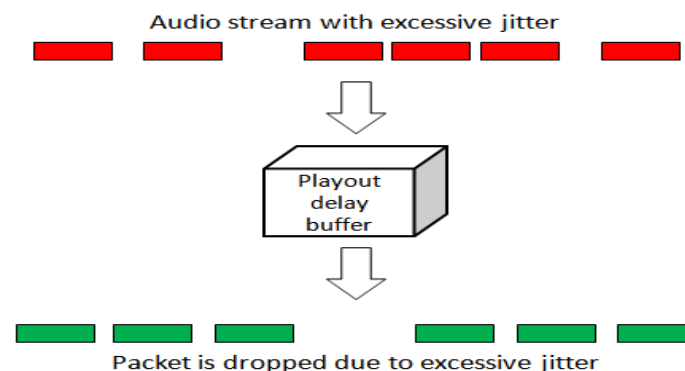 Audio stream with excessive jitter
Playout
delay
buffer
Packet is dropped due to excessive jitter